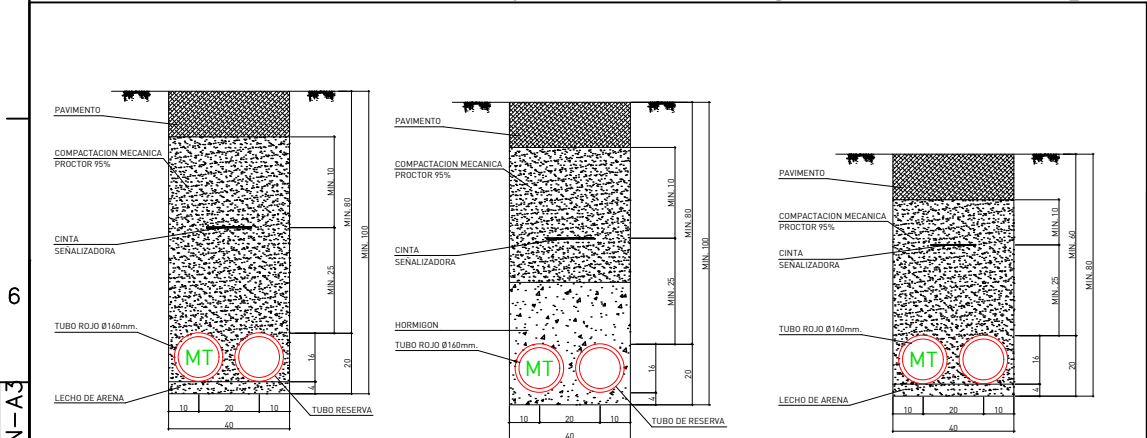 PAVIMENTO
COMPACTACION MECANICA
PROCTOR 95%
CINTA
SEÑALIZADORA
TUBO ROJO Ø160mm.
LECHO DE ARENA
MT
TUBO RESERVA
MIN. 10
MIN. 25
MIN. 80
MIN. 100
16
4
20
10
20
10
40
PAVIMENTO
COMPACTACION MECANICA
PROCTOR 95%
CINTA
SEÑALIZADORA
HORMIGON
TUBO ROJO Ø160mm.
MT
TUBO DE RESERVA
MIN. 10
MIN. 25
MIN. 80
MIN. 100
16
4
20
10
20
10
40
PAVIMENTO
COMPACTACION MECANICA
PROCTOR 95%
CINTA
SEÑALIZADORA
TUBO ROJO Ø160mm.
LECHO DE ARENA
MT
MIN. 10
MIN. 25
MIN. 60
MIN. 80
16
4
20
10
20
10
40
6
N-A3